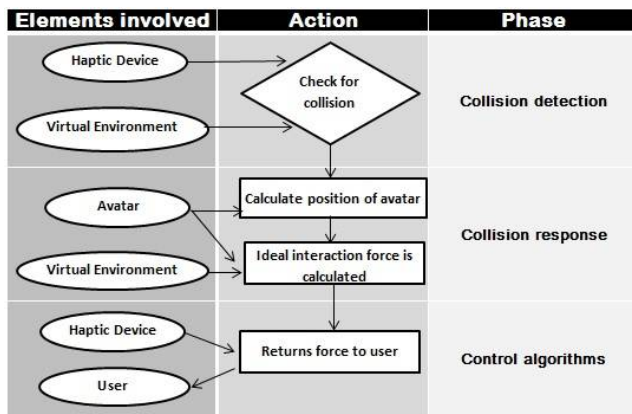 Elements involved
Action
Phase
Haptic Device
Virtual Environment
Check for
collision
Collision detection
Avatar
Virtual Environment
Calculate position of avatar
Ideal interaction force is
calculated
Collision response
Haptic Device
User
Returns force to user
Control algorithms